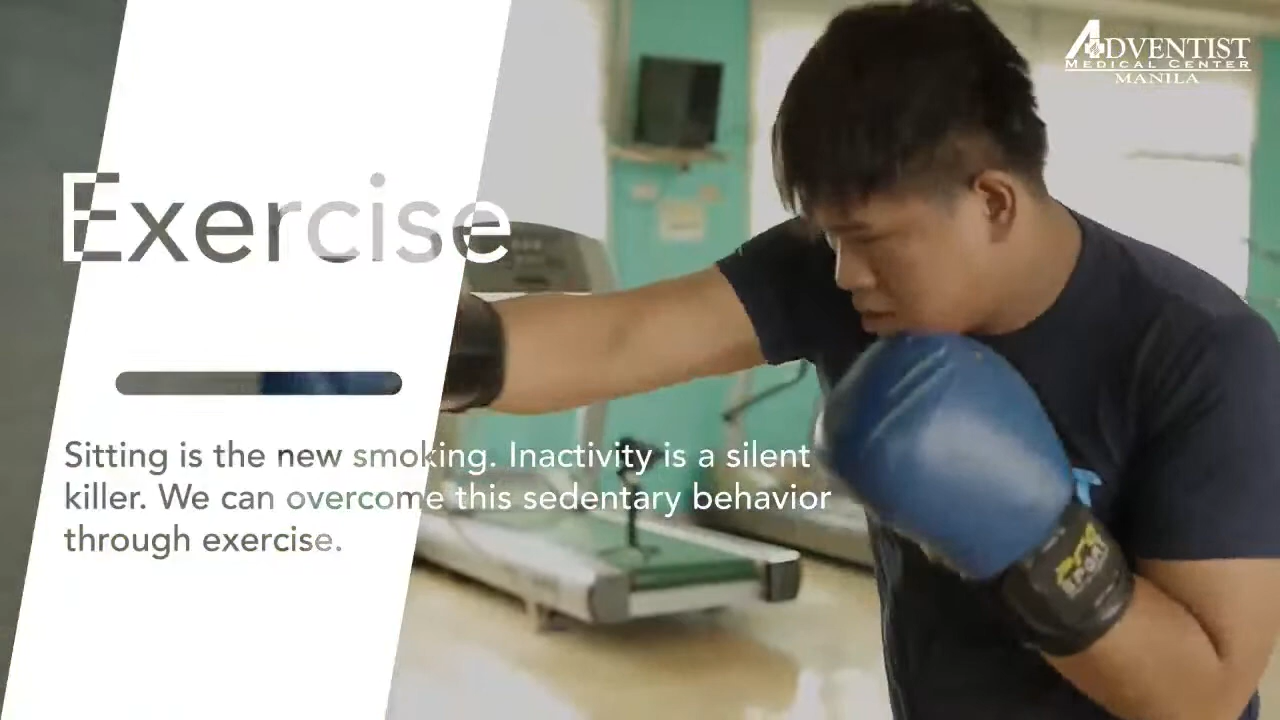 ADVENTIST
MEDICAL CENTER
MANILA
Exercise
Sitting is the new smoking. Inactivity is a silent
killer. We can overcome this sedentary behavior
through exercise.
SPORT